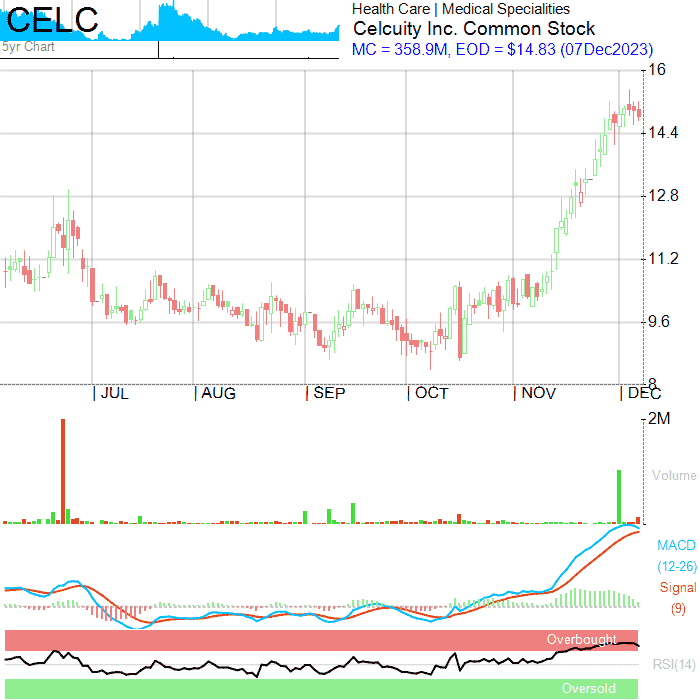 CELC
5yr Chart
Health Care | Medical Specialities
Celcuity Inc. Common Stock
MC = 358.9M, EOD = $14.83 (07Dec2023)
16
14.4
12.8
11.2
9.6
8
JUL AUG SEP OCT NOV DEC
2M
Volume
MACD
(12-26)
Signal
(9)
Overbought
RSI(14)
Oversold